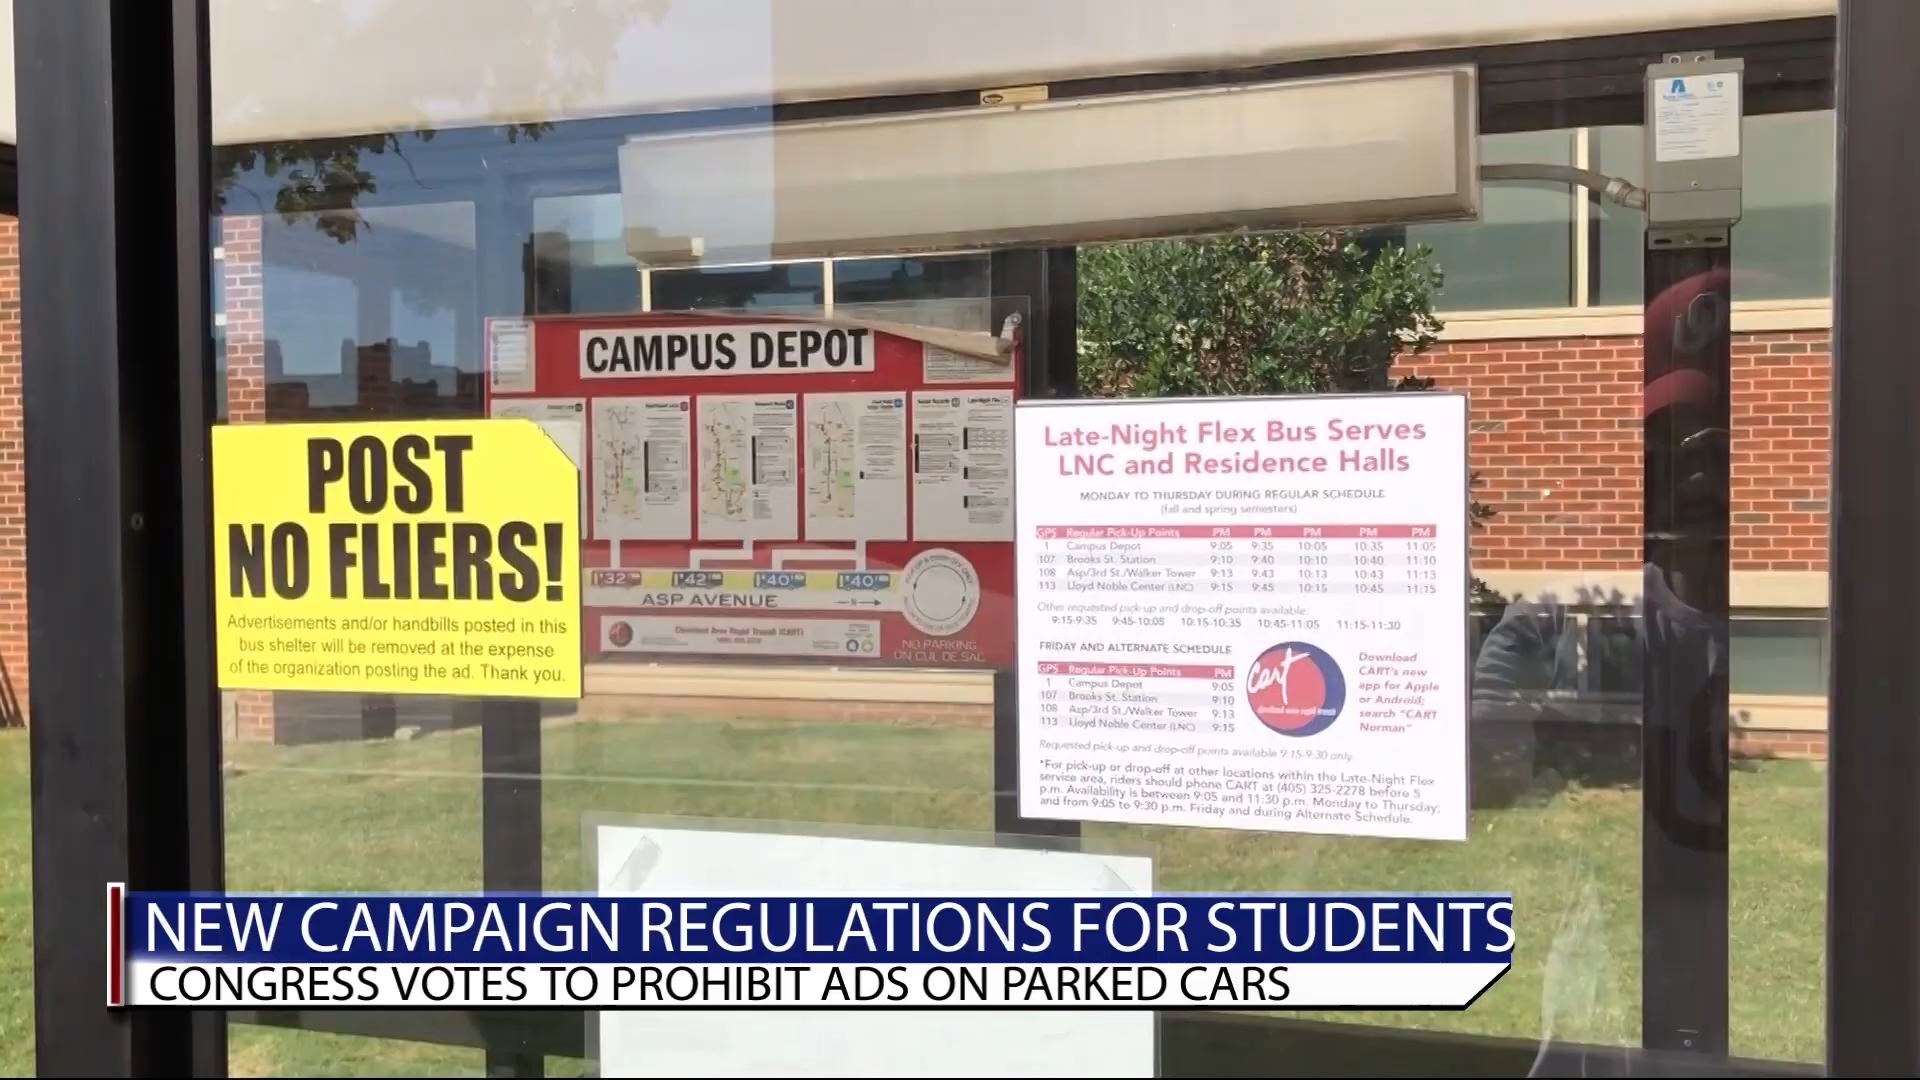 CAMPUS DEPOT
POST
NO FLIERS!
Advertisements and/or handbills posted in this
bus shelter will be removed at the expense
of the organization posting the ad. Thank you.
32
42
40
40
ASP AVENUE
Cleveland Area Rapid Transit (CART)
NO PARKING
ON CUL DE SAC
Late-Night Flex Bus Serves
LNC and Residence Halls
MONDAY TO THURSDAY DURING REGULAR SCHEDULE
(fall and spring semesters)
GPS Regular Pick-Up Points PM PM PM PM PM
1 Campus Depot 9:05 9:35 10:05 10:35 11:05
107 Brooks St. Station 9:10 9:40 10:10 10:40 11:10
108 Asp/3rd St./Walker Tower 9:13 9:43 10:13 10:43 11:13
113 Lloyd Noble Center (LNC) 9:15 9:45 10:15 10:45 11:15
Other requested pick-up and drop-off points available:
9:15-9:35 9:45-10:05 10:15-10:35 10:45-11:05 11:15-11:30
FRIDAY AND ALTERNATE SCHEDULE
GPS Regular Pick-Up Points PM
1 Campus Depot 9:05
107 Brooks St. Station 9:10
108 Asp/3rd St./Walker Tower 9:13
113 Lloyd Noble Center (LNC) 9:15
Cart
Download
CART's new
app for Apple
or Android;
search "CART
Norman"
Requested pick-up and drop-off points available 9:15-9:30 only.
*For pick-up or drop-off at other locations within the Late-Night Flex
service area, riders should phone CART at (405) 325-2278 before 5
p.m. Availability is between 9:05 and 11:30 p.m. Monday to Thursday;
and from 9:05 to 9:30 p.m. Friday and during Alternate Schedule.
NEW CAMPAIGN REGULATIONS FOR STUDENTS
CONGRESS VOTES TO PROHIBIT ADS ON PARKED CARS